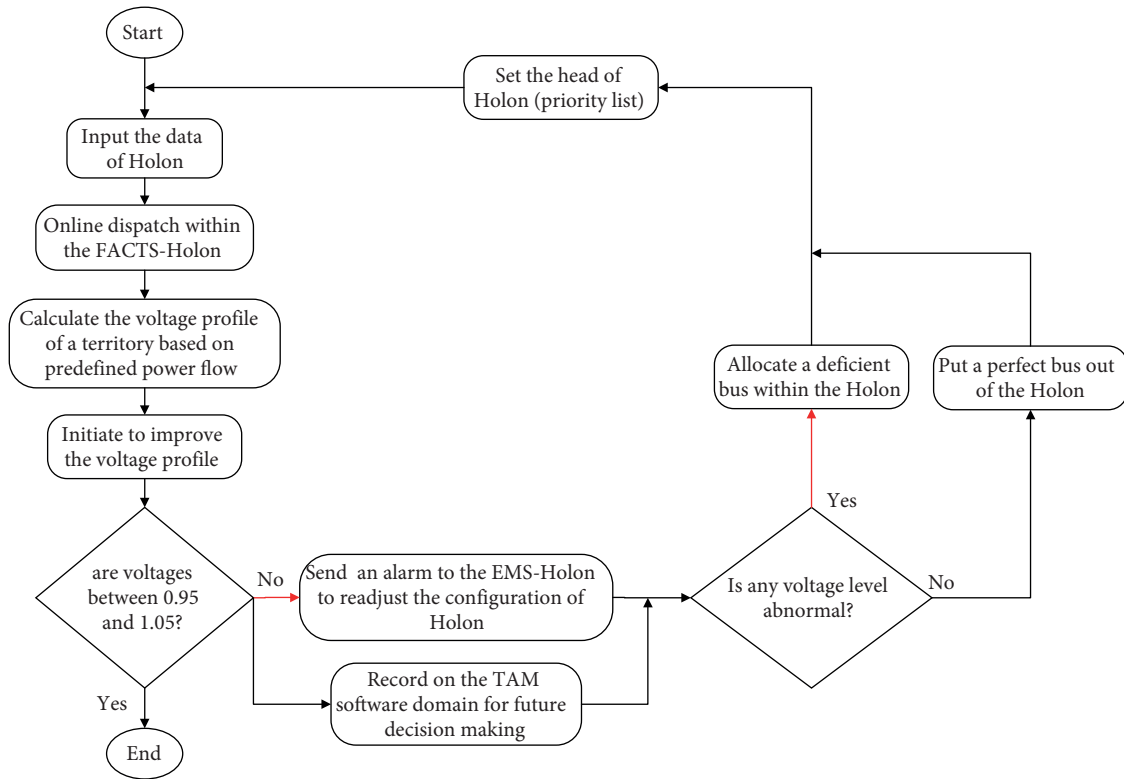 Start
Set the head of
Holon (priority list)
Input the data
of Holon
Online dispatch within
the FACTS-Holon
Calculate the voltage profile
of a territory based on
predefined power flow
Allocate a deficient
bus within the Holon
Put a perfect bus out
of the Holon
Initiate to improve
the voltage profile
Yes
are voltages
between 0.95
and 1.05?
No
Send an alarm to the EMS-Holon
to readjust the configuration of
Holon
Is any voltage level
abnormal?
No
Record on the TAM
software domain for future
decision making
Yes
End